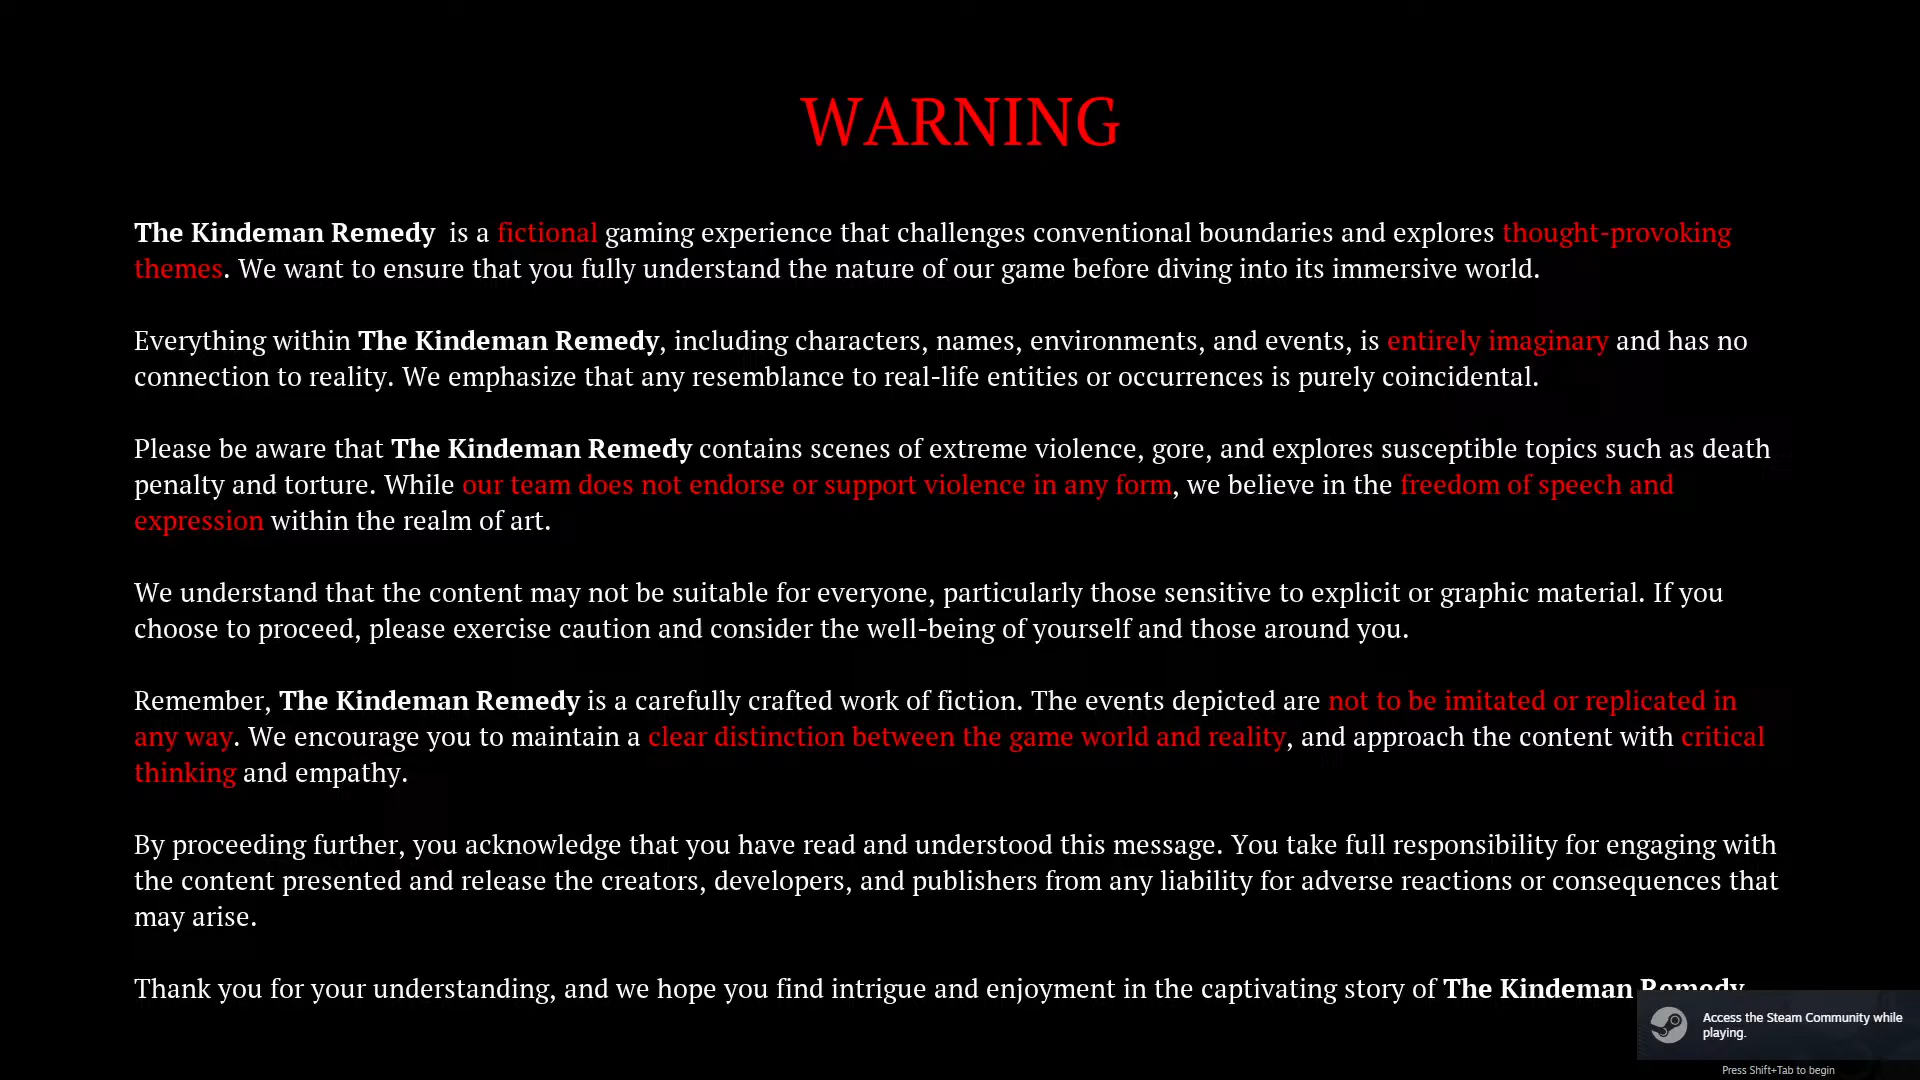 WARNING
The Kindeman Remedy is a fictional gaming experience that challenges conventional boundaries and explores thought-provoking
themes. We want to ensure that you fully understand the nature of our game before diving into its immersive world.
Everything within The Kindeman Remedy, including characters, names, environments, and events, is entirely imaginary and has no
connection to reality. We emphasize that any resemblance to real-life entities or occurrences is purely coincidental.
Please be aware that The Kindeman Remedy contains scenes of extreme violence, gore, and explores susceptible topics such as death
penalty and torture. While our team does not endorse or support violence in any form, we believe in the freedom of speech and
expression within the realm of art.
We understand that the content may not be suitable for everyone, particularly those sensitive to explicit or graphic material. If you
choose to proceed, please exercise caution and consider the well-being of yourself and those around you.
Remember, The Kindeman Remedy is a carefully crafted work of fiction. The events depicted are not to be imitated or replicated in
any way. We encourage you to maintain a clear distinction between the game world and reality, and approach the content with critical
thinking and empathy.
By proceeding further, you acknowledge that you have read and understood this message. You take full responsibility for engaging with
the content presented and release the creators, developers, and publishers from any liability for adverse reactions or consequences that
may arise.
Thank you for your understanding, and we hope you find intrigue and enjoyment in the captivating story of The Kindeman Remedy
Access the Steam Community while
playing.
Press Shift+Tab to begin